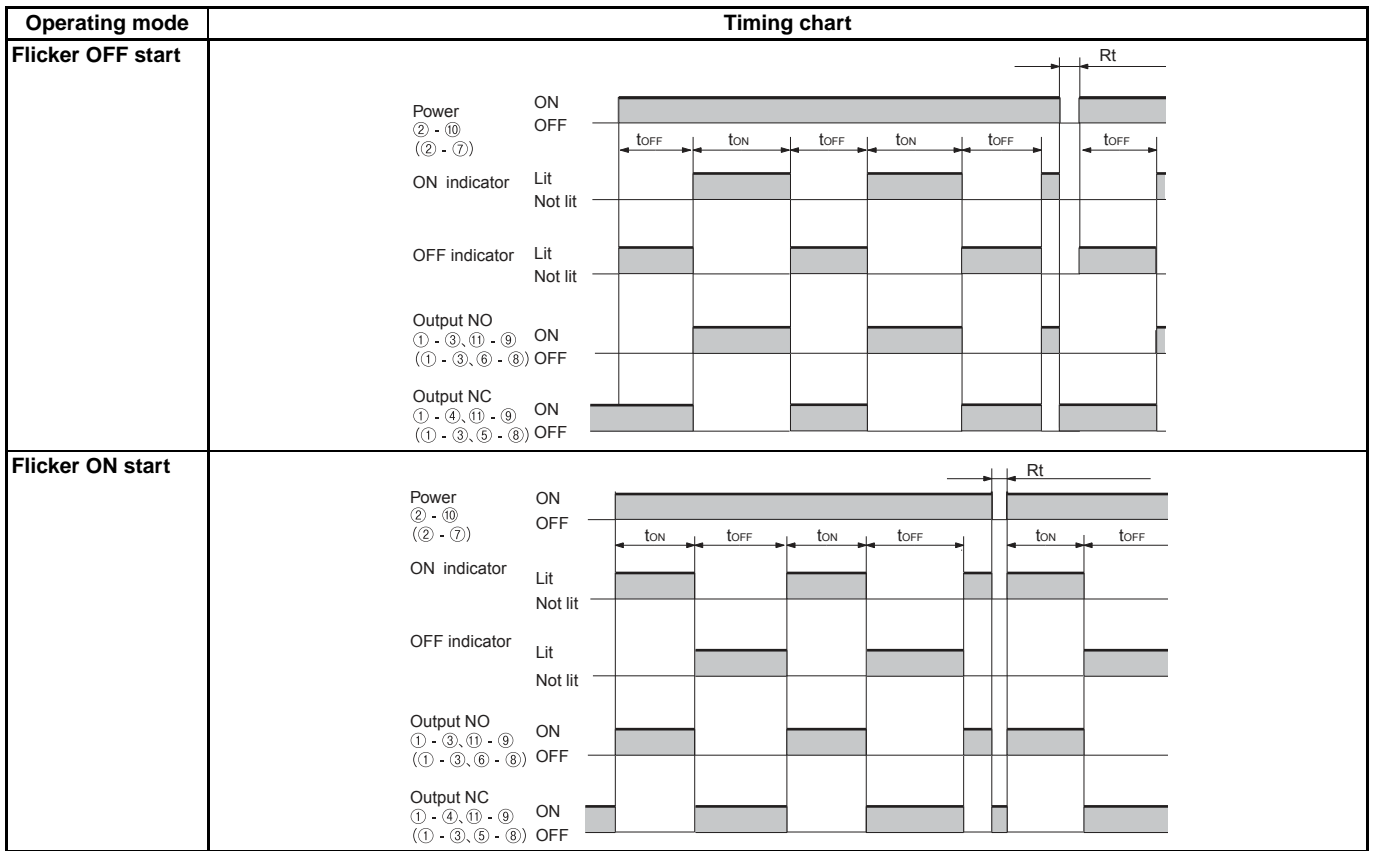 Operating mode Timing chart
Flicker OFF start
Rt
Power ON
② - ⑩ OFF
(② - ⑦)
tOFF tON tOFF tON tOFF tOFF
ON indicator Lit
Not lit
OFF indicator Lit
Not lit
Output NO
① - ③、⑪ - ⑨ ON
(① - ③、⑥ - ⑧) OFF
Output NC
① - ④、⑪ - ⑨ ON
(① - ③、⑤ - ⑧) OFF
Flicker ON start
Rt
Power ON
② - ⑩ OFF
(② - ⑦)
tON tOFF tON tOFF tON tOFF
ON indicator Lit
Not lit
OFF indicator Lit
Not lit
Output NO
① - ③、⑪ - ⑨ ON
(① - ③、⑥ - ⑧) OFF
Output NC
① - ④、⑪ - ⑨ ON
(① - ③、⑤ - ⑧) OFF